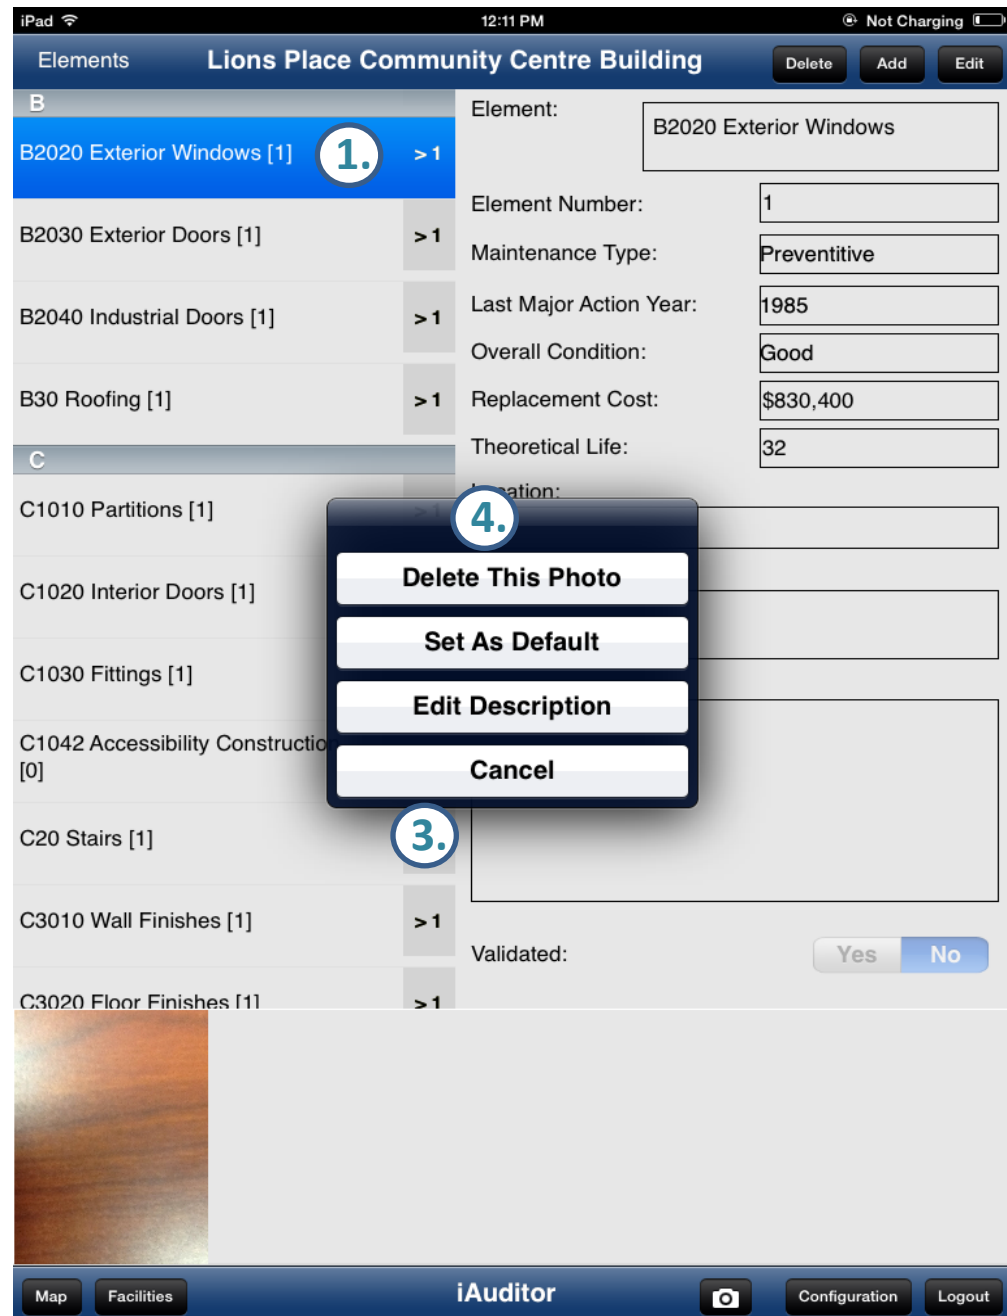 iPad 12:11 PM Not Charging
Elements Lions Place Community Centre Building Delete Add Edit
B
B2020 Exterior Windows [1] 1. > 1
B2030 Exterior Doors [1] > 1
B2040 Industrial Doors [1] > 1
B30 Roofing [1] > 1
C
C1010 Partitions [1] > 1
C1020 Interior Doors [1]
C1030 Fittings [1]
C1042 Accessibility Construction
[0]
C20 Stairs [1] 3.
C3010 Wall Finishes [1] > 1
C3020 Floor Finishes [1] > 1
Element: B2020 Exterior Windows
Element Number: 1
Maintenance Type: Preventitive
Last Major Action Year: 1985
Overall Condition: Good
Replacement Cost: $830,400
Theoretical Life: 32
Location:
4.
Delete This Photo
Set As Default
Edit Description
Cancel
Validated: Yes No
Map Facilities iAuditor Configuration Logout